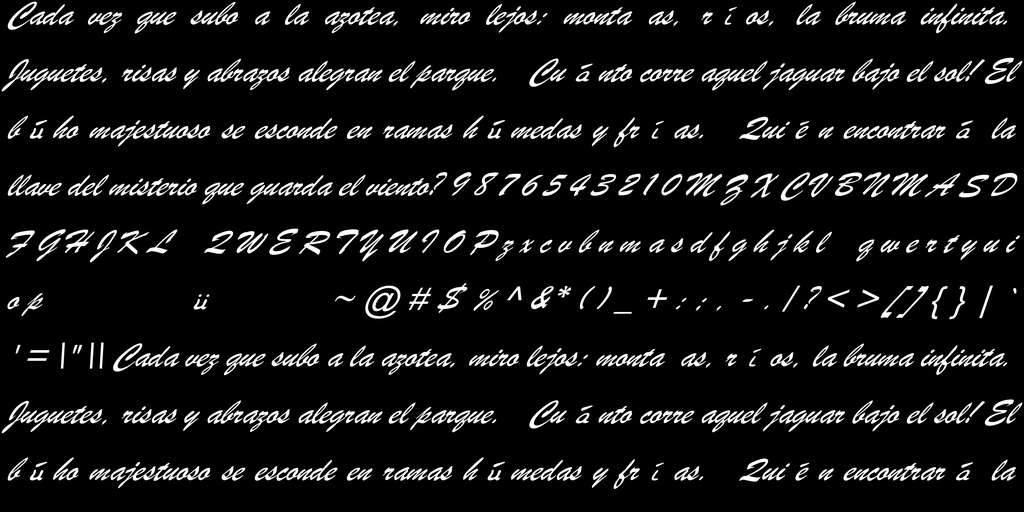 Cada vez que subo a la azotea, miro lejos: monta as, r í os, la bruma infinita.
Juguetes, risas y abrazos alegran el parque. Cu á nto corre aquel jaguar bajo el sol! El
b ú ho majestuoso se esconde en ramas h ú medas y fr í as. Qui é n encontrar á la
llave del misterio que guarda el viento? 9 8 7 6 5 4 3 2 1 0 M Z X C V B N M A S D
F G H J K L Q W E R T Y U I O P z x c v b n m a s d f g h j k l q w e r t y u i
o p ü ~ @ # $ % ^ & * ( ) _ + : ; , - . / ? < > [ ] { } | `
' = \ " || Cada vez que subo a la azotea, miro lejos: monta as, r í os, la bruma infinita.
Juguetes, risas y abrazos alegran el parque. Cu á nto corre aquel jaguar bajo el sol! El
b ú ho majestuoso se esconde en ramas h ú medas y fr í as. Qui é n encontrar á la